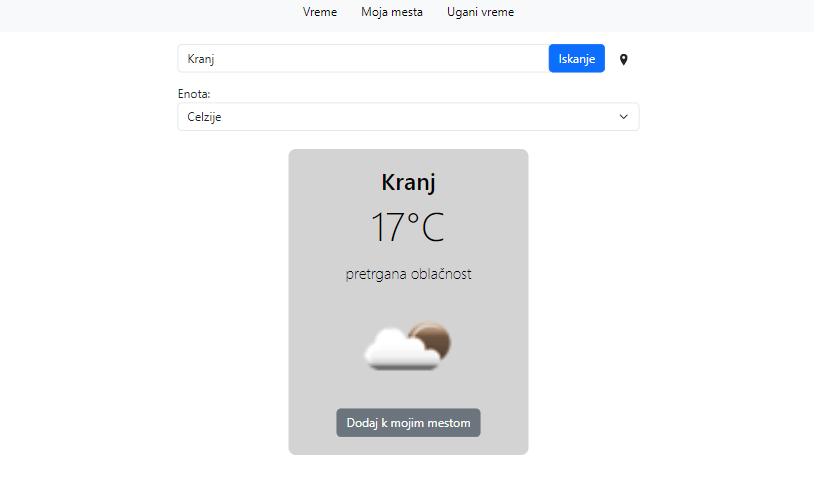 Vreme Moja mesta Ugani vreme
Kranj Iskanje
Enota:
Celzije
Kranj
17°C
pretrgana oblačnost
Dodaj k mojim mestom